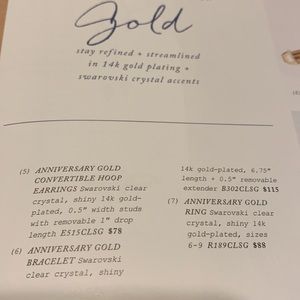 Gold
stay refined + streamlined
in 14k gold plating +
swarovski crystal accents
(5) ANNIVERSARY GOLD
CONVERTIBLE HOOP
EARRINGS Swarovski clear
crystal, shiny 14k gold-
plated, 0.5" width studs
with removable 1" drop
length E515CLSG $78
(6) ANNIVERSARY GOLD
BRACELET Swarovski
clear crystal, shiny
14k gold-plated, 6.75"
length + 0.5" removable
extender B302CLSG $115
(7) ANNIVERSARY GOLD
RING Swarovski clear
crystal, shiny 14k
gold-plated, sizes
6-9 R189CLSG $88